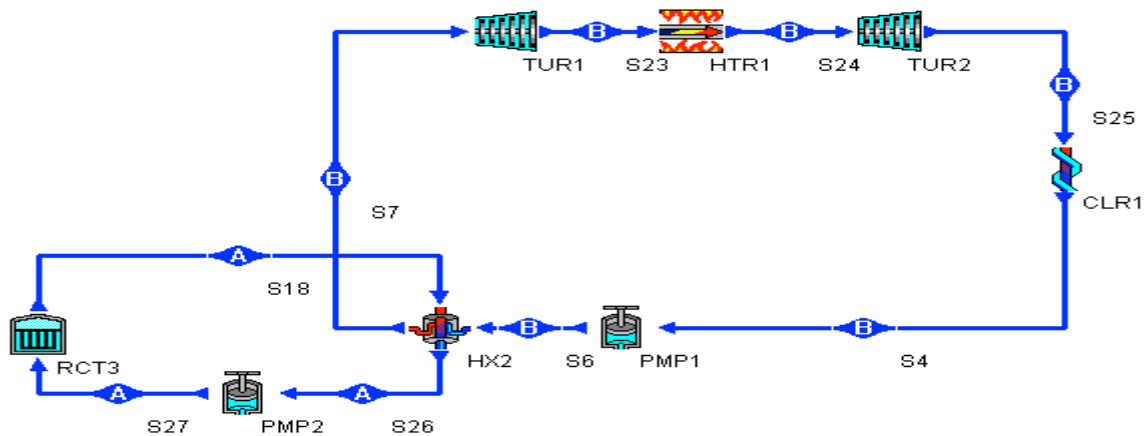 B B
TUR1 S23 HTR1 S24 TUR2
B
S25
B
CLR1
S7
A
S18
B B
RCT3 HX2 S6 PMP1 S4
A A
S27 PMP2 S26